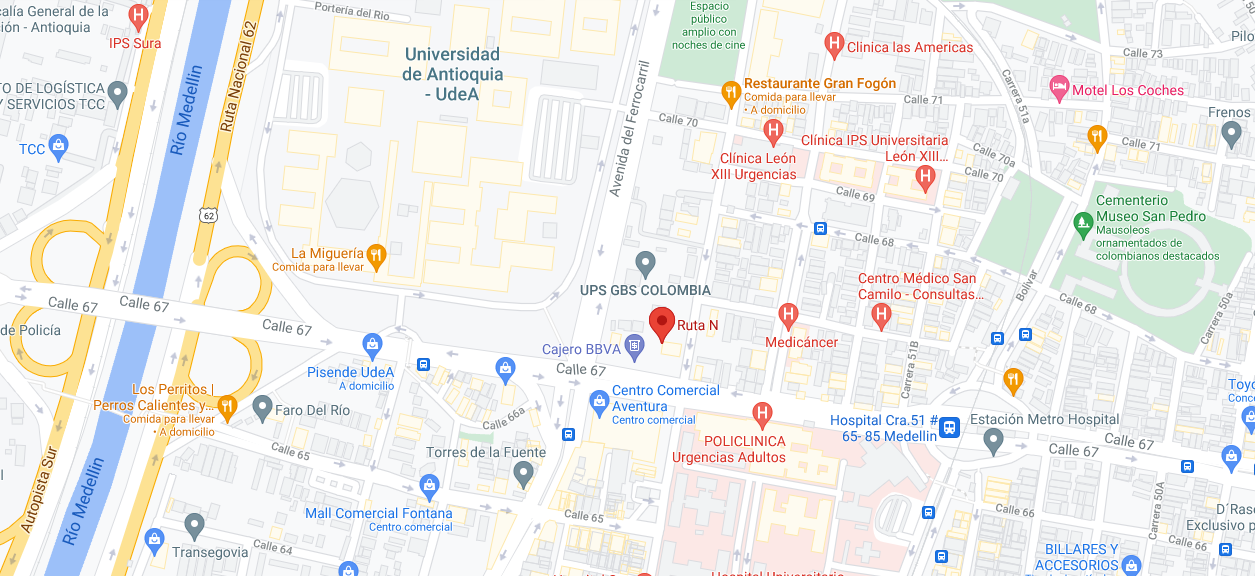 Portería del Río
calía General de la
ción - Antioquia
IPS Sura
Universidad
de Antioquia
- UdeA
Espacio
público
amplio con
noches de cine
Clinica las Americas
Pilo
Calle 73
Restaurante Gran Fogón
Comida para llevar
• A domicilio
Calle 71
Motel Los Coches
TO DE LOGÍSTICA
Y SERVICIOS TCC
Ruta Nacional 62
Río Medellin
Avenida del Ferrocarril
Carrera 51a
Frenos
Calle 70
TCC
Clínica León
XIII Urgencias
Clínica IPS Universitaria
León XIII...
Calle 70a
Calle 70
Calle 71
Calle 69
62
Calle 68
Cementerio
Museo San Pedro
Mausoleos
ornamentados de
colombianos destacados
La Miguería
Comida para llevar
UPS GBS COLOMBIA
Centro Médico San
Camilo - Consultas...
Bolívar
Carrera 50a
Calle 67
Calle 67
Calle 67
de Policía
Ruta N
Medicáncer
Cajero BBVA
Calle 67
Pisende UdeA
A domicilio
Carrera 51B
Los Perritos |
Perros Calientes y...
Comida para llevar
• A domicilio
Faro Del Río
Calle 66a
Centro Comercial
Aventura
Centro comercial
Toyo
Conce
POLICLINICA
Urgencias Adultos
Hospital Cra.51 #
65- 85 Medellin
Estación Metro Hospital
Calle 67
Calle 67
Calle 65
Torres de la Fuente
Autopista Sur
Río Medellin
Mall Comercial Fontana
Centro comercial
Calle 65
Carrera 50A
D´Raso
Exclusivo p
Transegovia
Calle 64
BILLARES Y
ACCESORIOS
Hospital Universitario